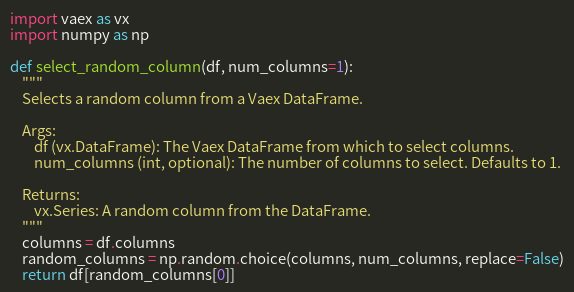 import vaex as vx
import numpy as np

def select_random_column(df, num_columns=1):
    """
    Selects a random column from a Vaex DataFrame.

    Args:
        df (vx.DataFrame): The Vaex DataFrame from which to select columns.
        num_columns (int, optional): The number of columns to select. Defaults to 1.

    Returns:
        vx.Series: A random column from the DataFrame.
    """
    columns = df.columns
    random_columns = np.random.choice(columns, num_columns, replace=False)
    return df[random_columns[0]]